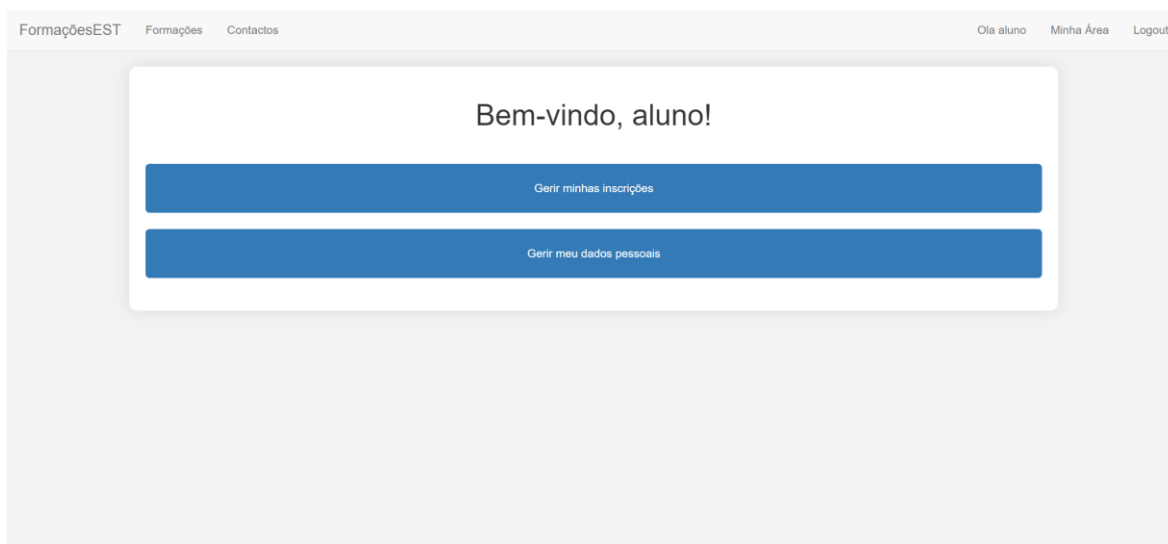 FormaçõesEST Formações Contactos Ola aluno Minha Área Logout
Bem-vindo, aluno!
Gerir minhas inscrições
Gerir meu dados pessoais